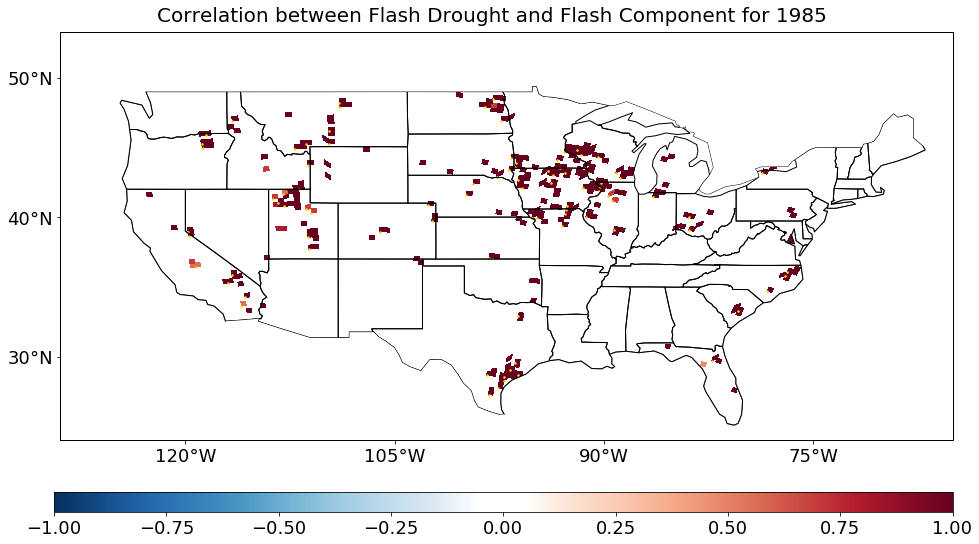 Correlation between Flash Drought and Flash Component for 1985
50°N
40°N
30°N
120°W 105°W 90°W 75°W
−1.00 −0.75 −0.50 −0.25 0.00 0.25 0.50 0.75 1.00